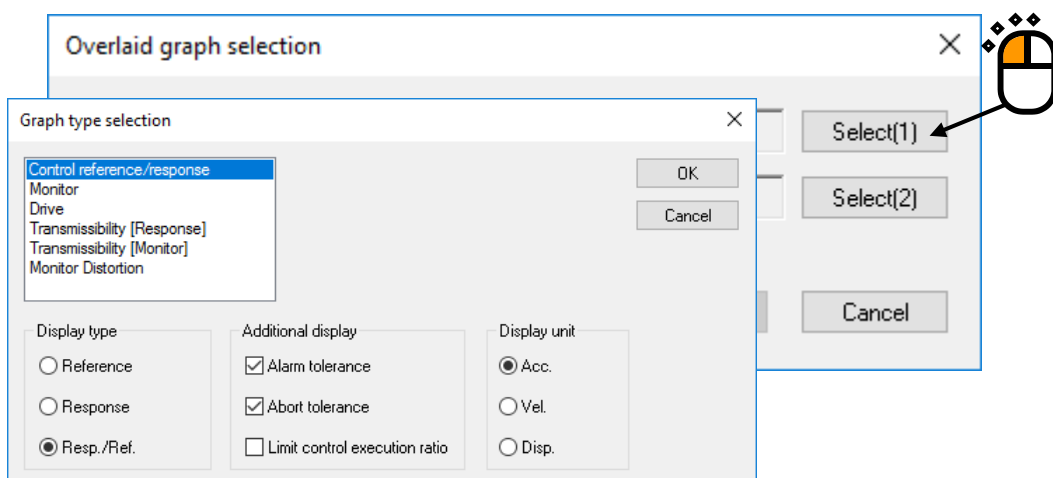 Overlaid graph selection
Select(1)
Select(2)
Cancel
Graph type selection
Control reference/response
Monitor
Drive
Transmissibility [Response]
Transmissibility [Monitor]
Monitor Distortion
OK
Cancel
Display type
Reference
Response
Resp./Ref.
Additional display
Alarm tolerance
Abort tolerance
Limit control execution ratio
Display unit
Acc.
Vel.
Disp.